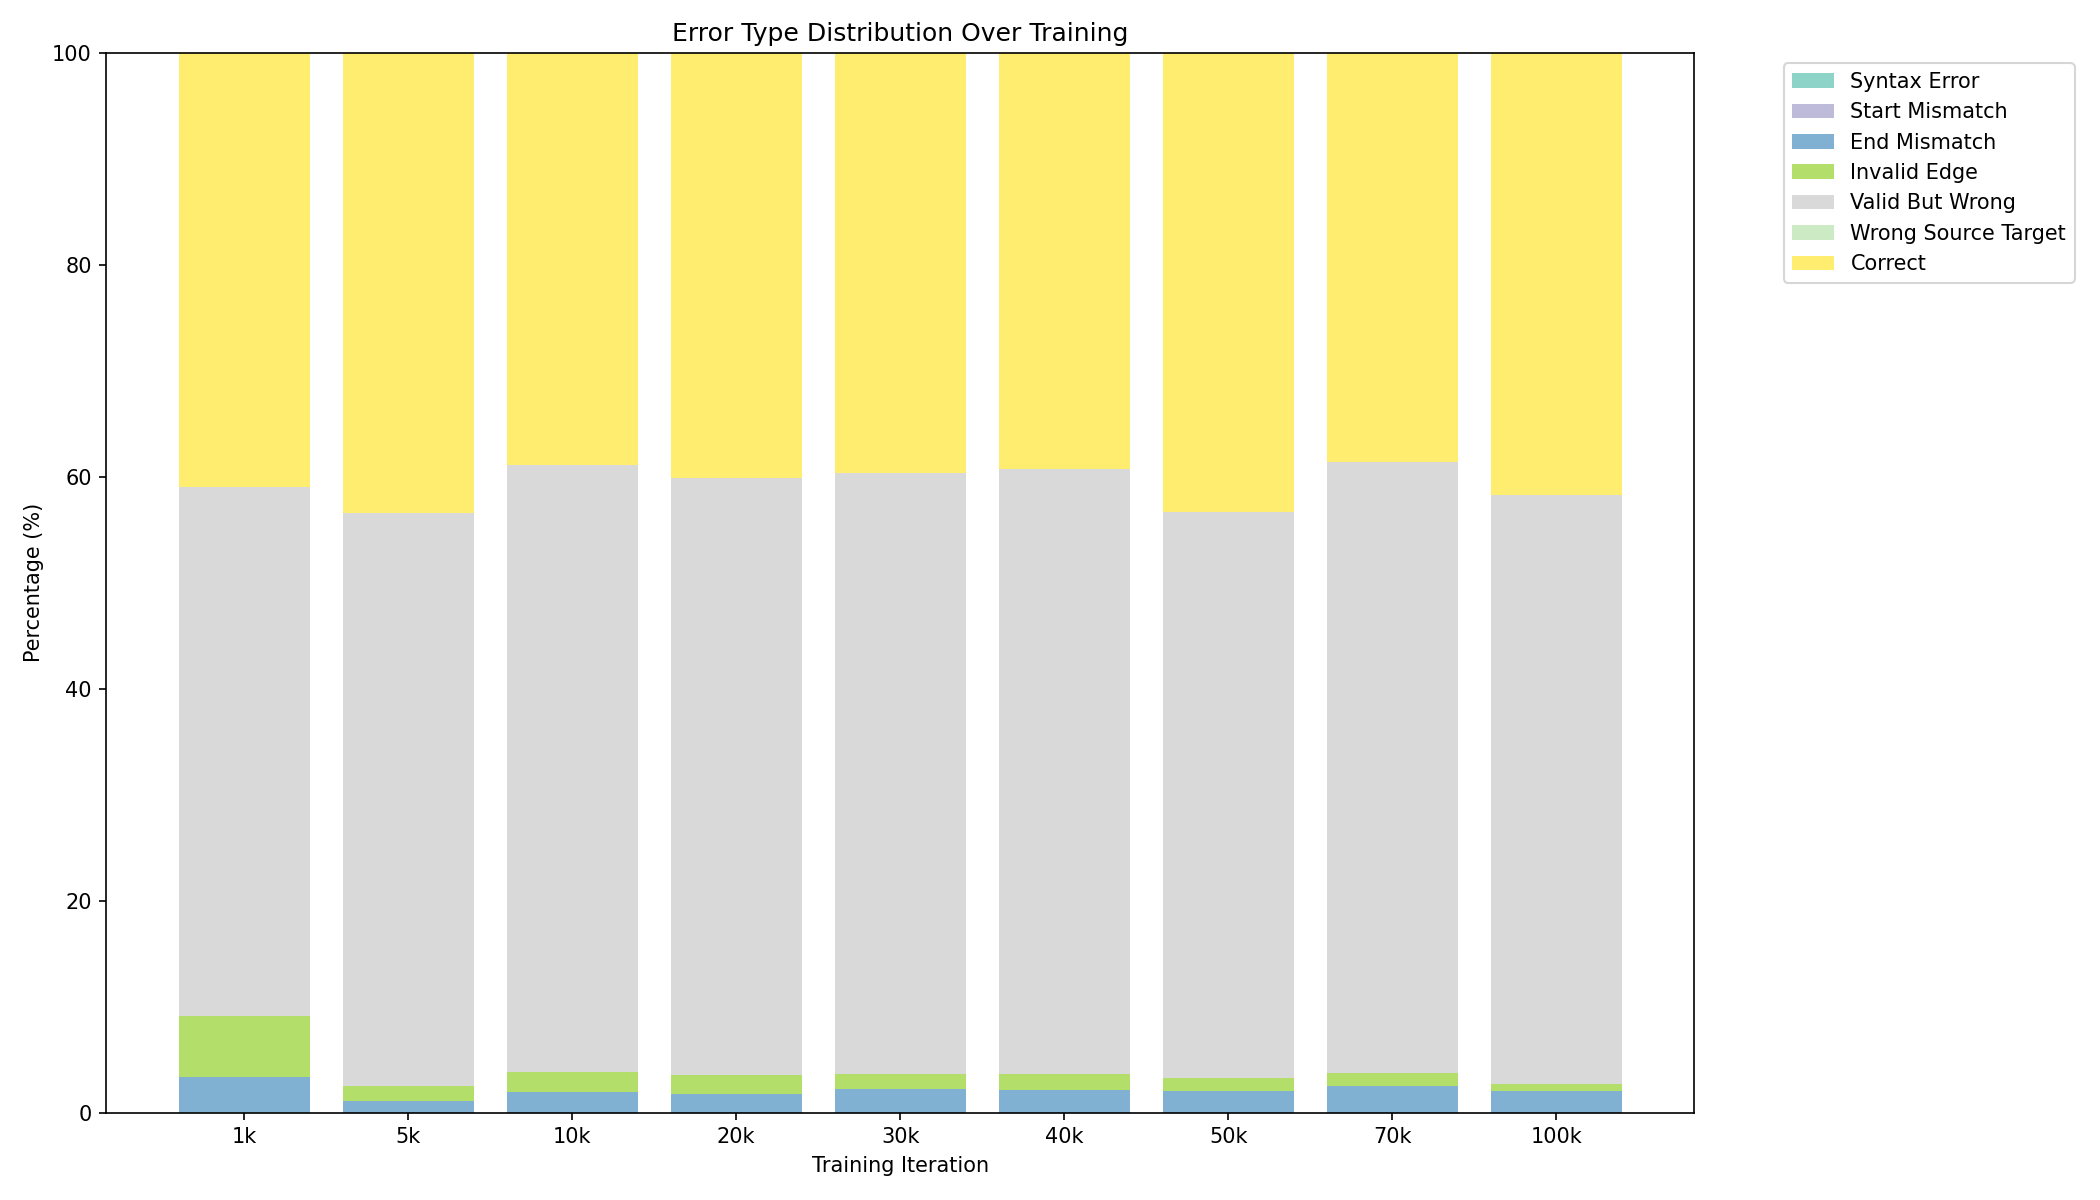 Error Type Distribution Over Training
Percentage (%)
100
80
60
40
20
0
1k 5k 10k 20k 30k 40k 50k 70k 100k
Training Iteration
Syntax Error
Start Mismatch
End Mismatch
Invalid Edge
Valid But Wrong
Wrong Source Target
Correct